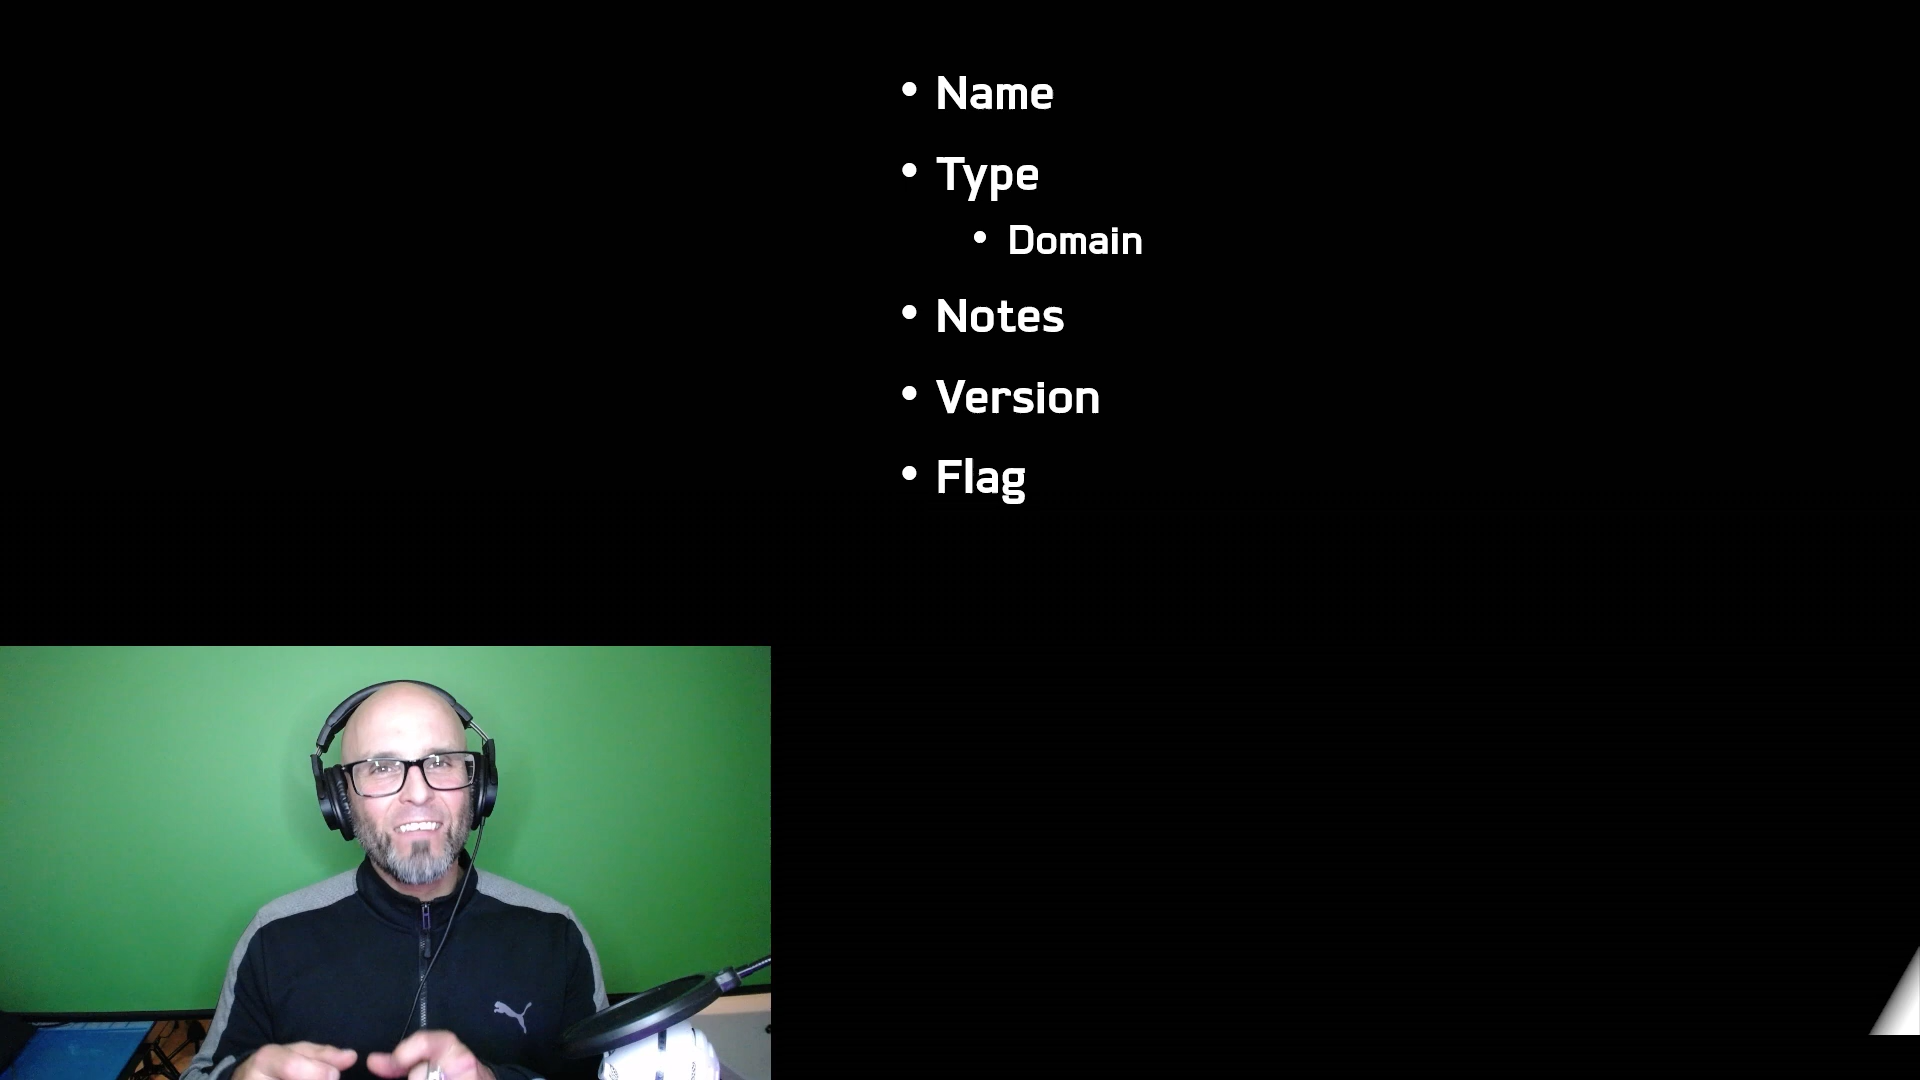 • Name
• Type
• Domain
• Notes
• Version
• Flag